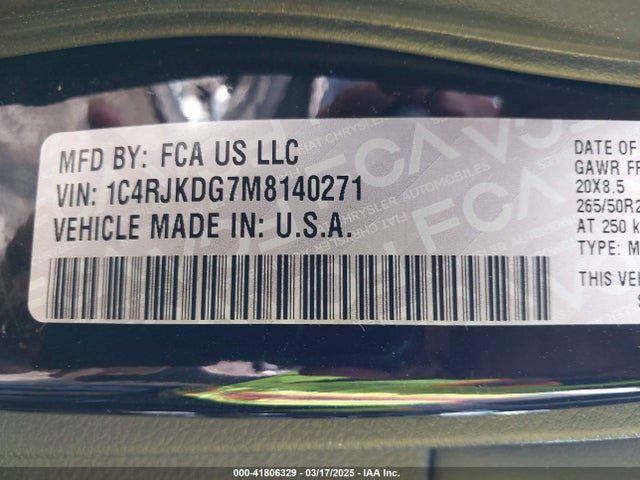 MFD BY: FCA US LLC
VIN: 1C4RJKDG7M8140271
VEHICLE MADE IN: U.S.A.
DATE OF
GAWR FR
20X8.5
265/50R2
AT 250 k
TYPE: M
THIS VE
000-41806329 - 03/17/2025 - IAA Inc.